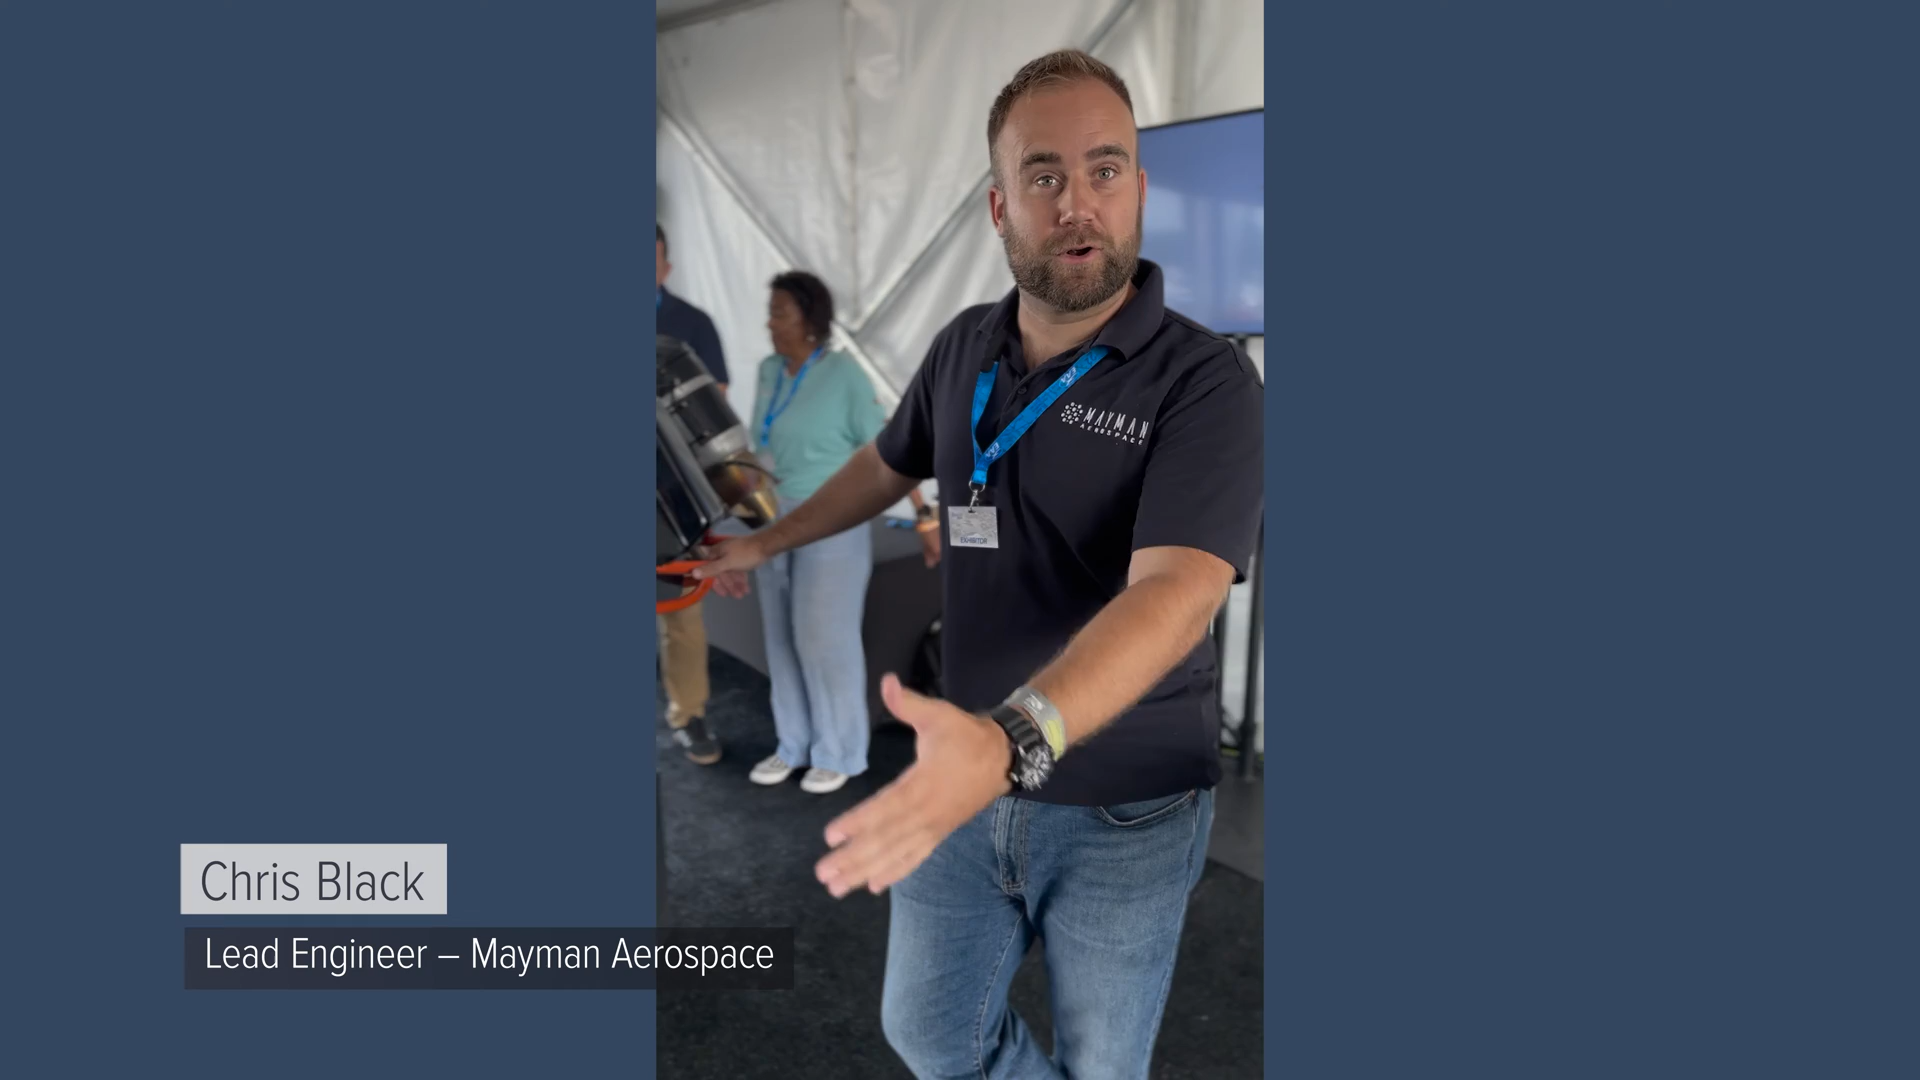 MAYMAN
AEROSPACE
EXHIBITOR
Chris Black
Lead Engineer – Mayman Aerospace